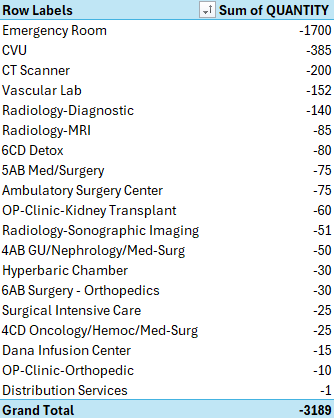 Row Labels Sum of QUANTITY
Emergency Room -1700
CVU -385
CT Scanner -200
Vascular Lab -152
Radiology-Diagnostic -140
Radiology-MRI -85
6CD Detox -80
5AB Med/Surgery -75
Ambulatory Surgery Center -75
OP-Clinic-Kidney Transplant -60
Radiology-Sonographic Imaging -51
4AB GU/Nephrology/Med-Surg -50
Hyperbaric Chamber -30
6AB Surgery - Orthopedics -30
Surgical Intensive Care -25
4CD Oncology/Hemoc/Med-Surg -25
Dana Infusion Center -15
OP-Clinic-Orthopedic -10
Distribution Services -1
Grand Total -3189